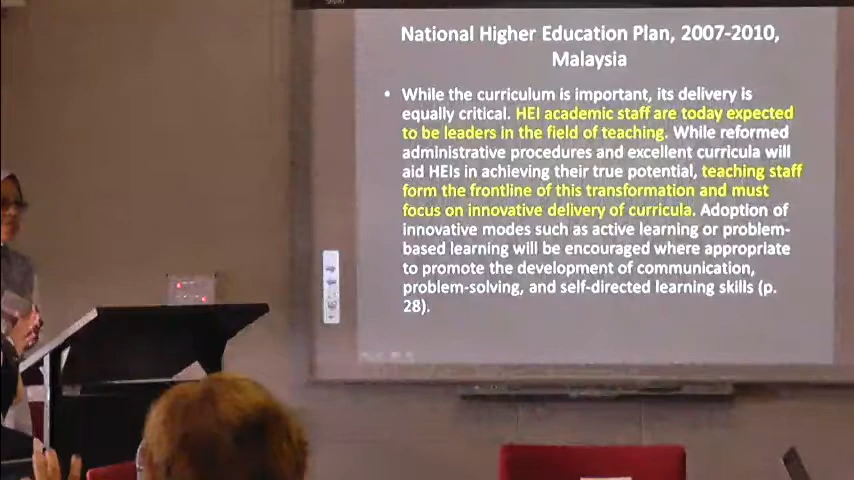 National Higher Education Plan, 2007-2010,
Malaysia
• While the curriculum is important, its delivery is
equally critical. HEI academic staff are today expected
to be leaders in the field of teaching. While reformed
administrative procedures and excellent curricula will
aid HEIs in achieving their true potential, teaching staff
form the frontline of this transformation and must
focus on innovative delivery of curricula. Adoption of
innovative modes such as active learning or problem-
based learning will be encouraged where appropriate
to promote the development of communication,
problem-solving, and self-directed learning skills (p.
28).